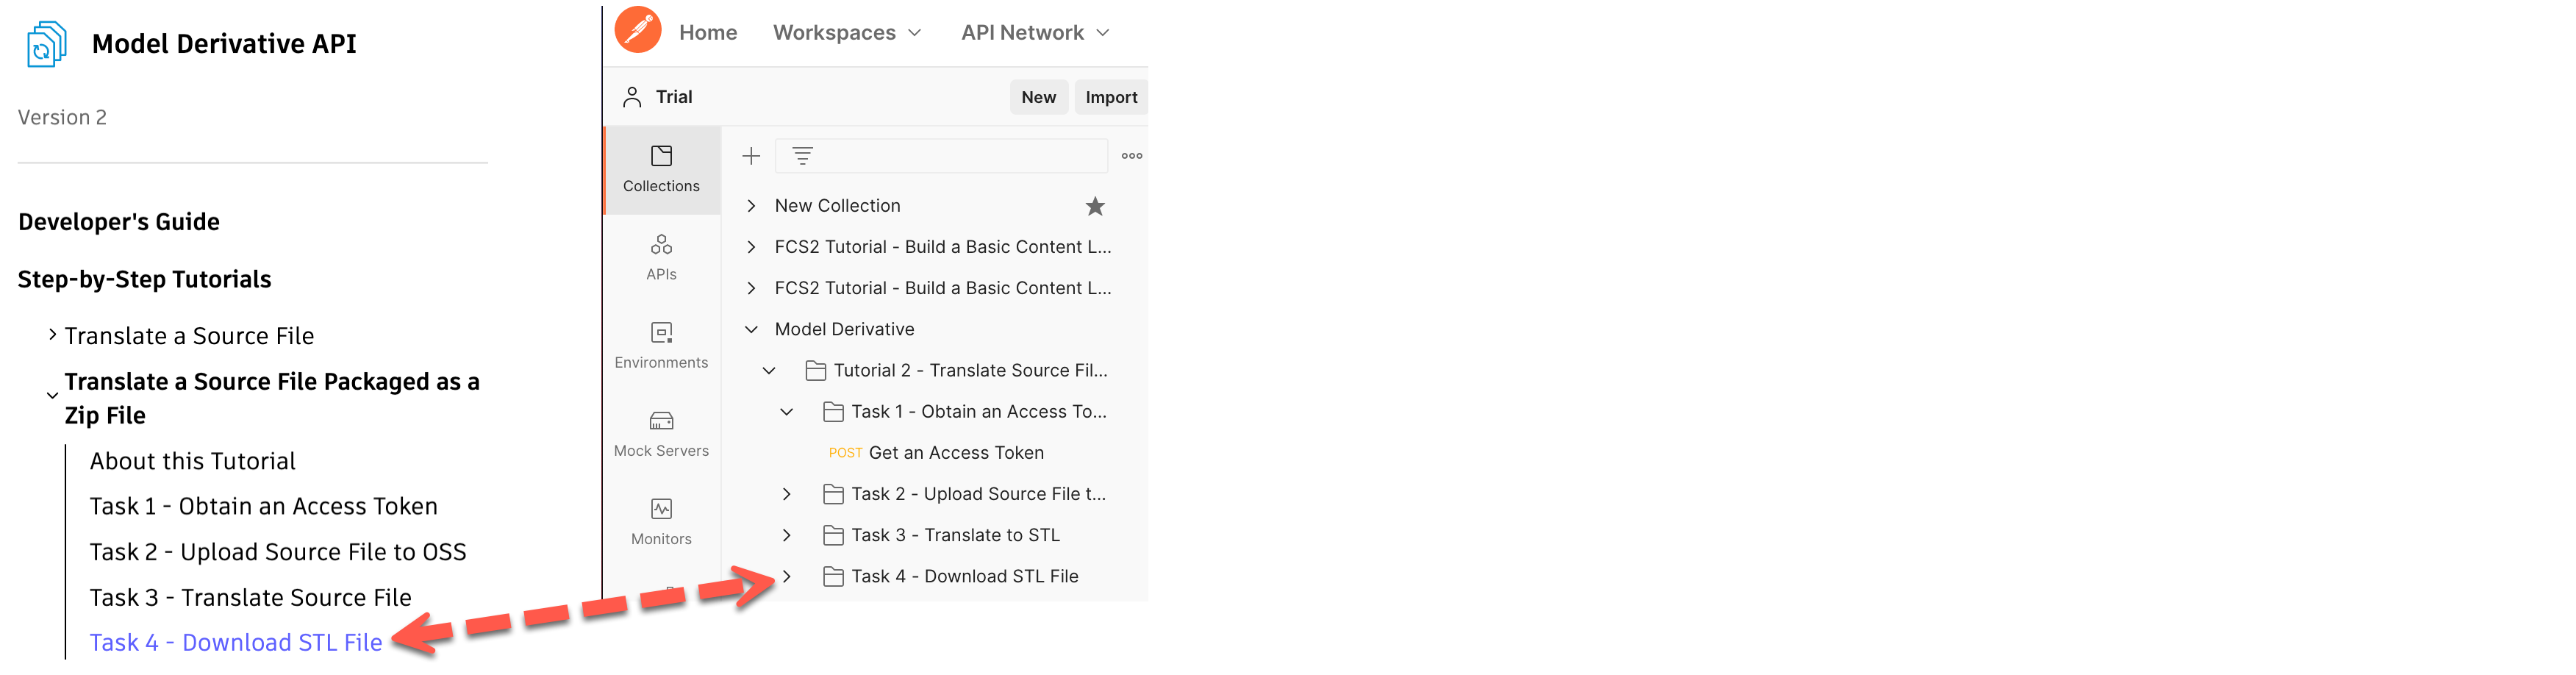 Model Derivative API
Version 2
Developer's Guide
Step-by-Step Tutorials
Translate a Source File
Translate a Source File Packaged as a
Zip File
About this Tutorial
Task 1 - Obtain an Access Token
Task 2 - Upload Source File to OSS
Task 3 - Translate Source File
Task 4 - Download STL File
Home
Workspaces
API Network
Trial
New
Import
Collections
APIs
Environments
Mock Servers
Monitors
New Collection
FCS2 Tutorial - Build a Basic Content L...
FCS2 Tutorial - Build a Basic Content L...
Model Derivative
Tutorial 2 - Translate Source Fil...
Task 1 - Obtain an Access To...
POST Get an Access Token
Task 2 - Upload Source File t...
Task 3 - Translate to STL
Task 4 - Download STL File